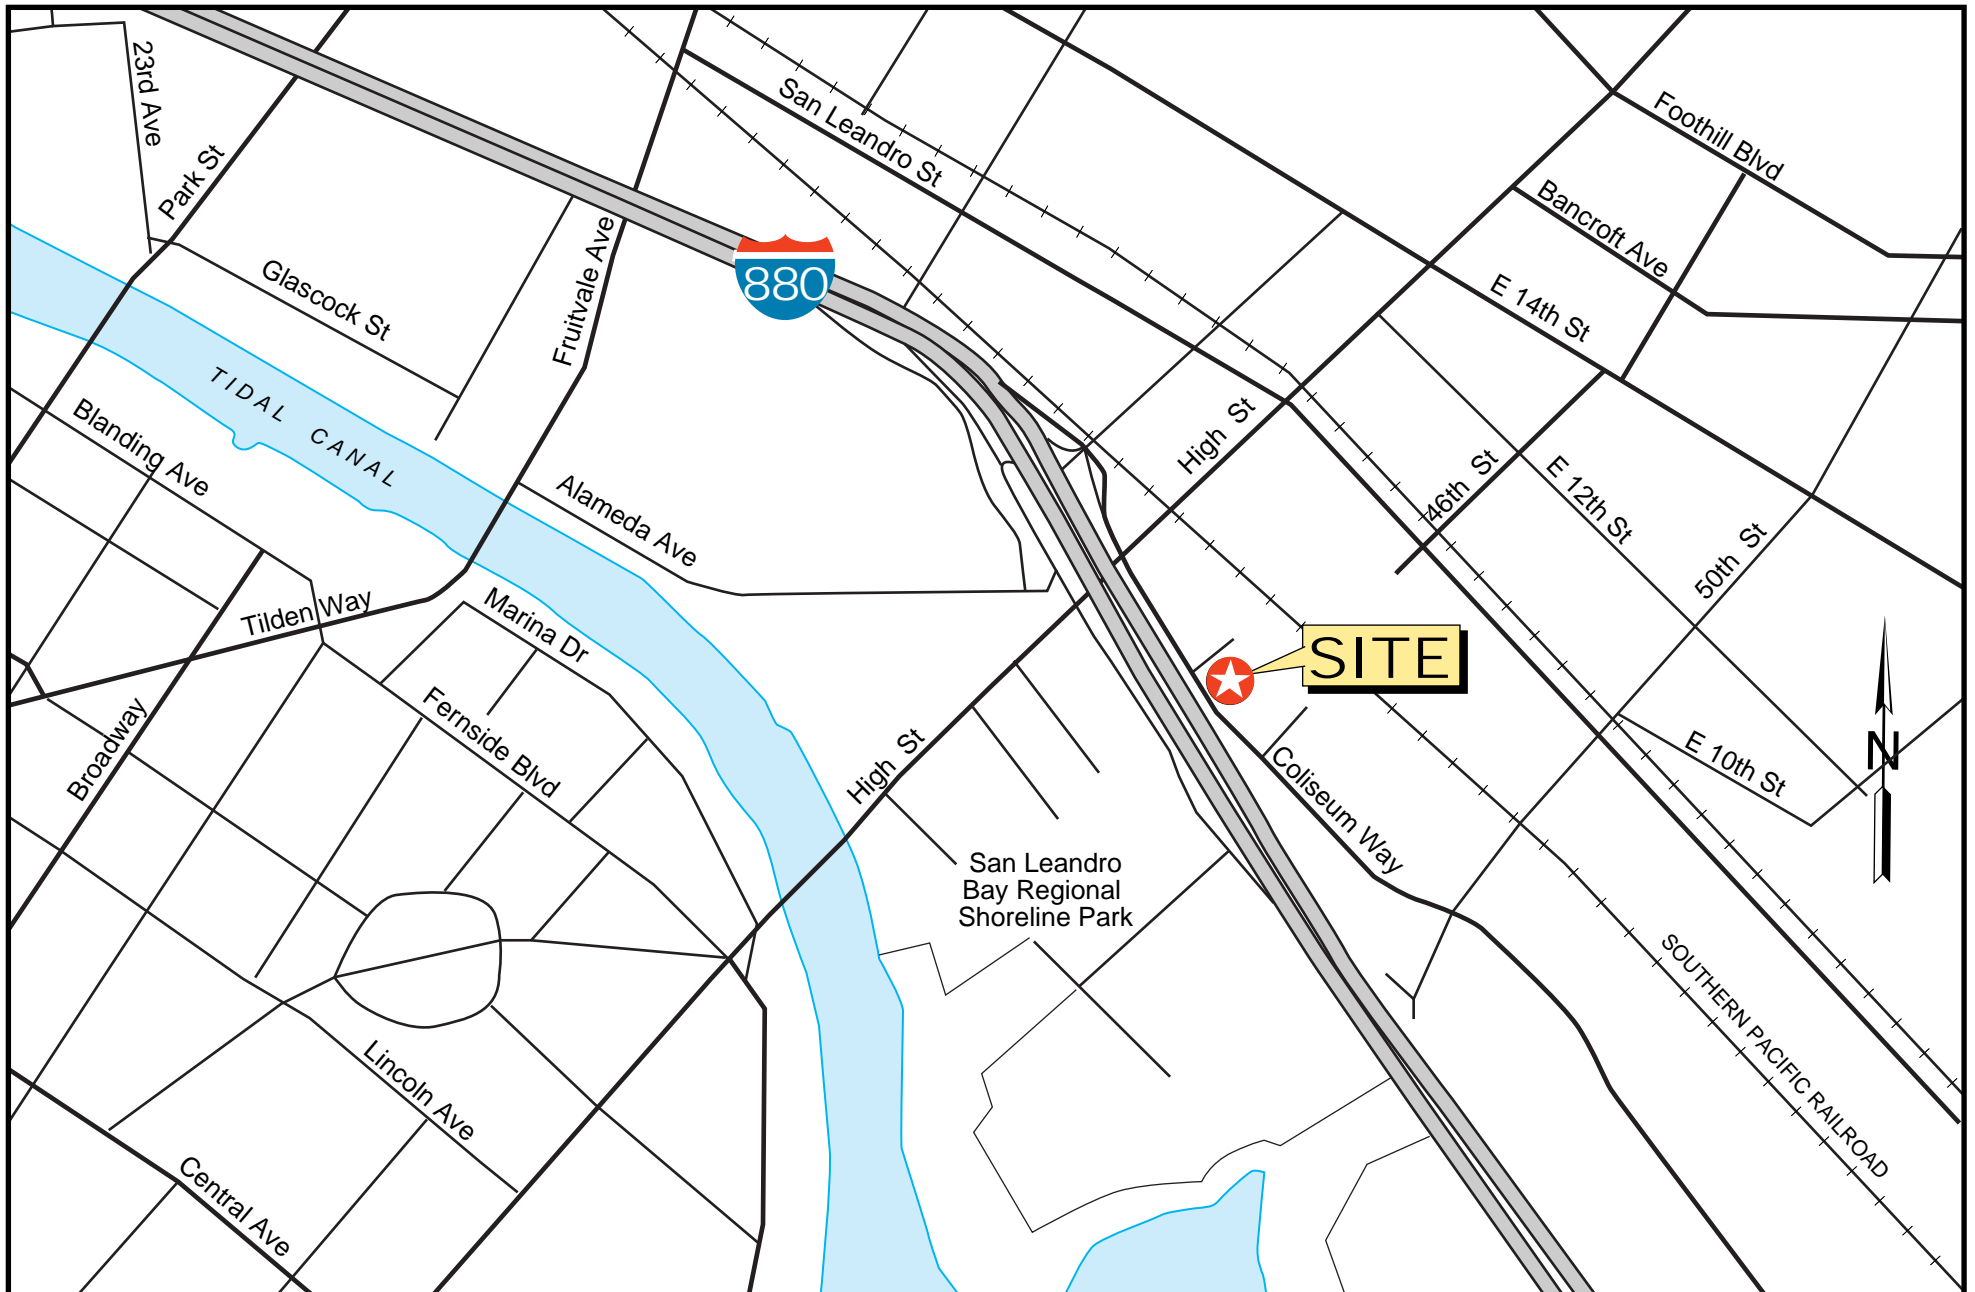 23rd Ave
Park St
San Leandro St
Foothill Blvd
Bancroft Ave
Glascock St
Fruitvale Ave
880
E 14th St
TIDAL CANAL
Blanding Ave
High St
46th St
E 12th St
Alameda Ave
50th St
Tilden Way
Marina Dr
SITE
Fernside Blvd
Broadway
High St
E 10th St
N
Coliseum Way
San Leandro
Bay Regional
Shoreline Park
SOUTHERN PACIFIC RAILROAD
Lincoln Ave
Central Ave